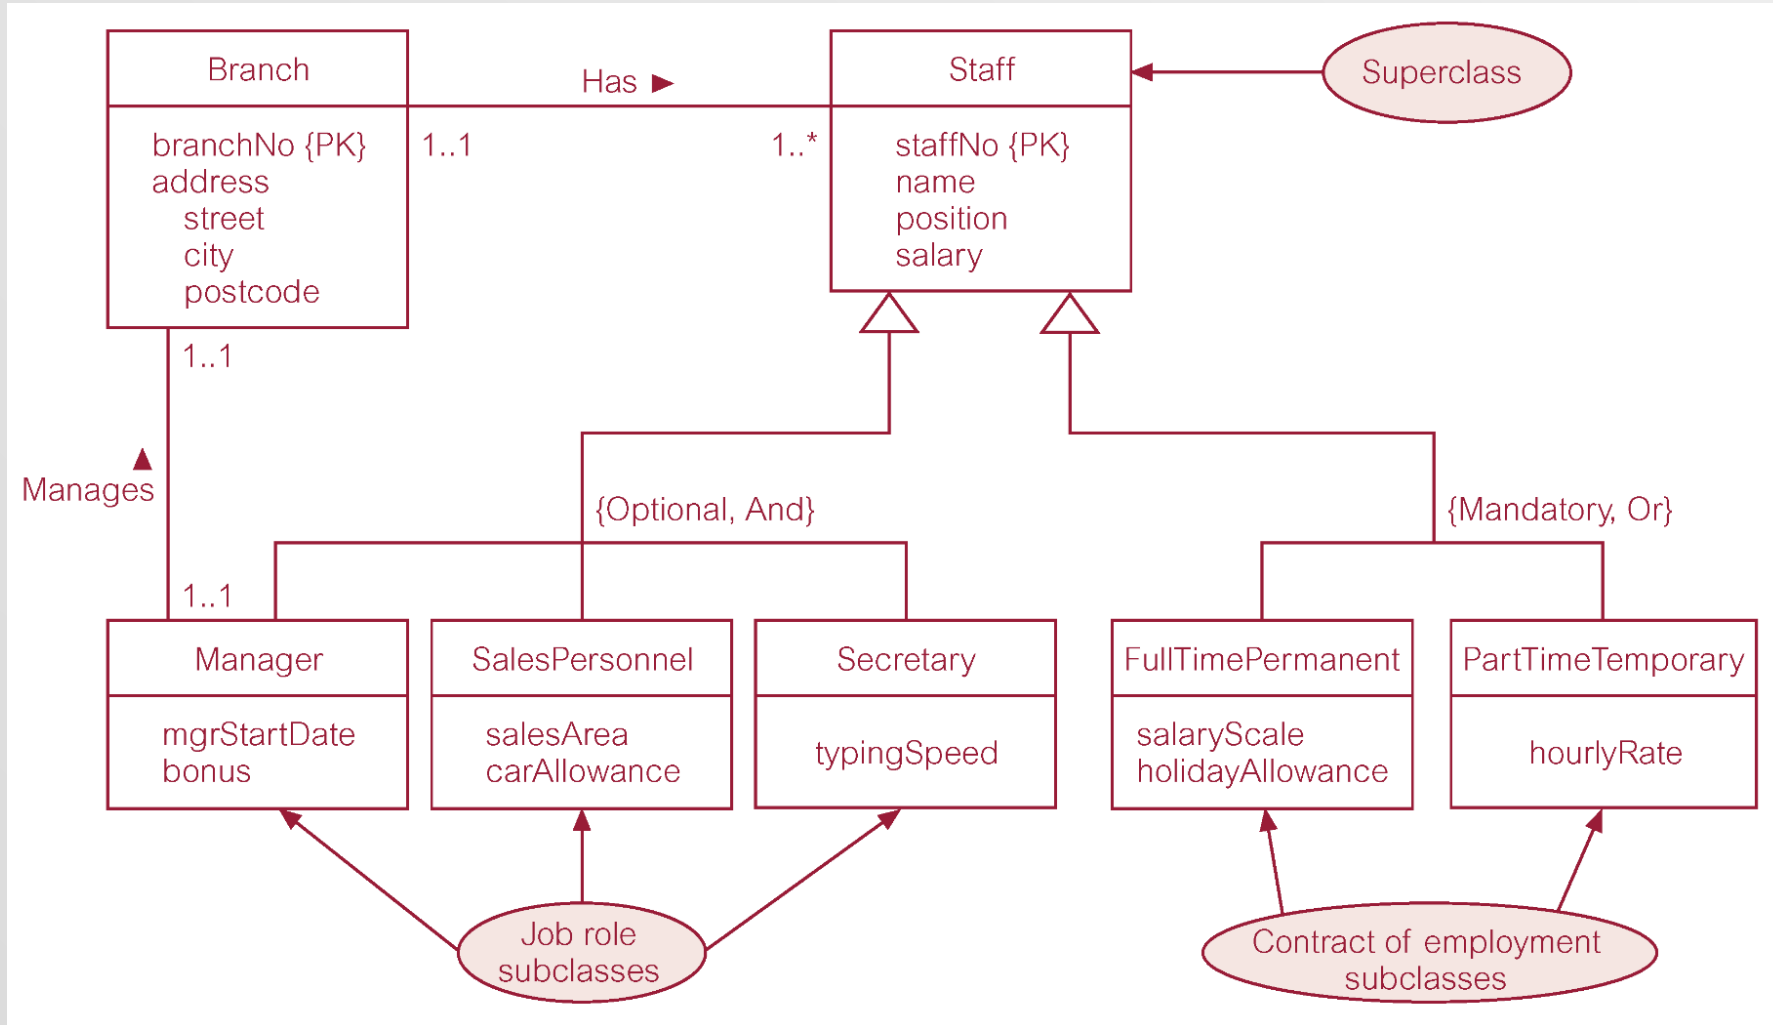 Branch
Has ►
Staff
Superclass
branchNo {PK}
address
street
city
postcode
1..1
1..*
staffNo {PK}
name
position
salary
1..1
▲
Manages
{Optional, And}
{Mandatory, Or}
1..1
Manager
mgrStartDate
bonus
SalesPersonnel
salesArea
carAllowance
Secretary
typingSpeed
FullTimePermanent
salaryScale
holidayAllowance
PartTimeTemporary
hourlyRate
Job role
subclasses
Contract of employment
subclasses